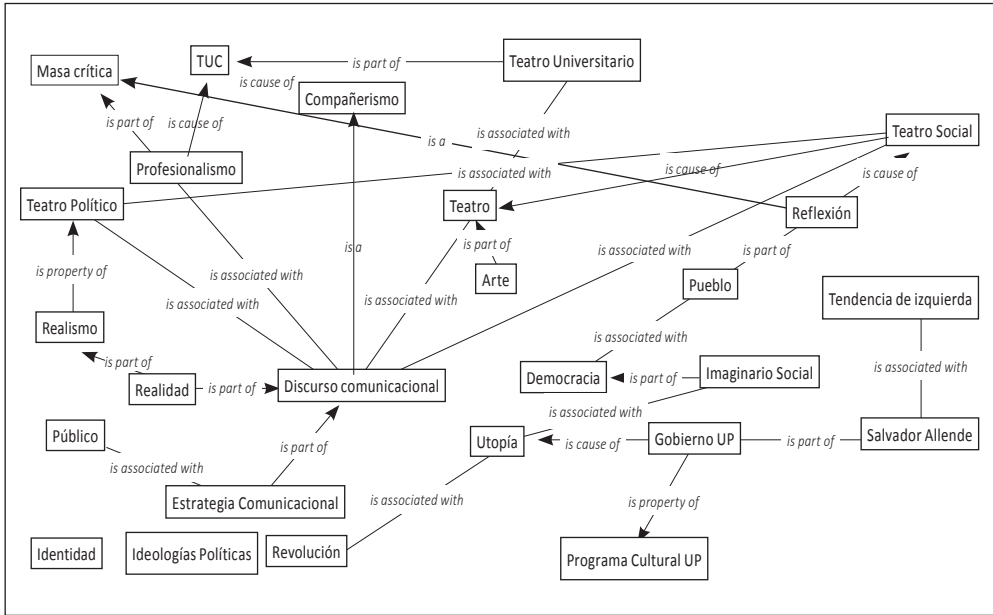 TUC
is part of
Teatro Universitario
Masa crítica
is cause of
Compañerismo
is part of
is cause of
is a
is associated with
Teatro Social
Profesionalismo
is associated with
is cause of
is cause of
Teatro Político
Teatro
Reflexión
is a
is part of
is associated with
is part of
is property of
is associated with
Arte
Pueblo
Tendencia de izquierda
is associated with
is associated with
Realismo
is associated with
is part of
Democracia
Imaginario Social
is associated with
Realidad
is part of
Discurso comunicacional
is part of
is associated with
Público
is part of
Utopía
is cause of
Gobierno UP
is part of
Salvador Allende
is associated with
Estrategia Comunicacional
is associated with
is property of
Identidad
Ideologías Políticas
Revolución
Programa Cultural UP